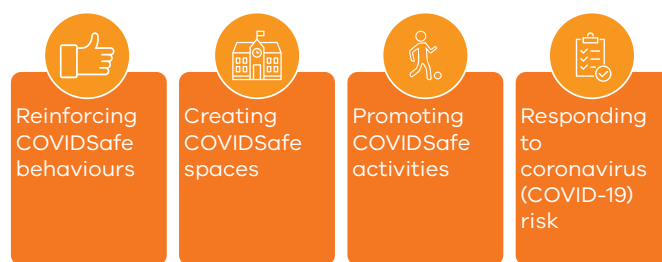 Reinforcing
COVIDSafe
behaviours
Creating
COVIDSafe
spaces
Promoting
COVIDSafe
activities
Responding
to
coronavirus
(COVID-19)
risk